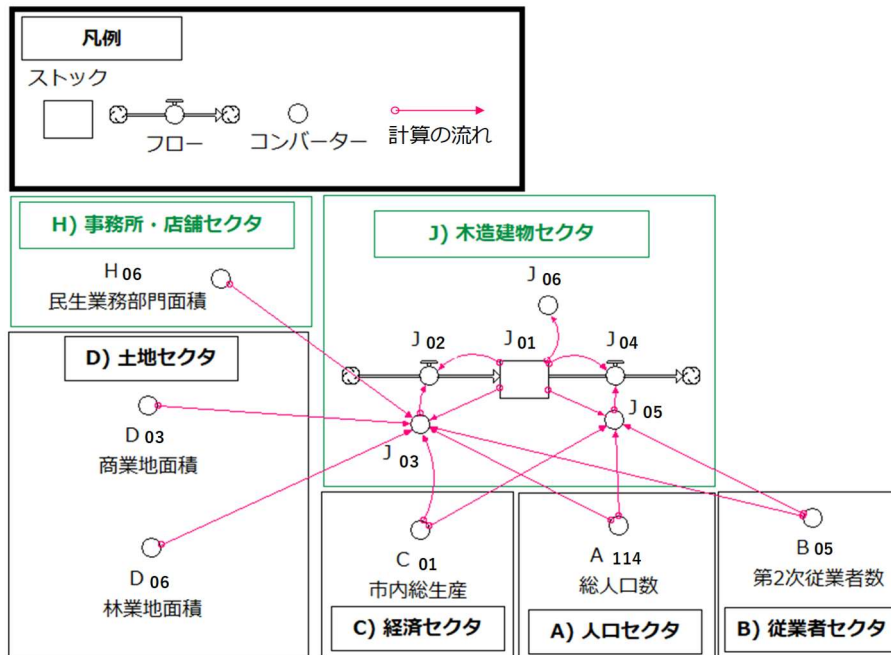 凡例
ストック
フロー
コンバーター
計算の流れ
H) 事務所・店舗セクタ
H 06
民生業務部門面積
J) 木造建物セクタ
J 06
J 02
J 01
J 04
J 05
J 03
D) 土地セクタ
D 03
商業地面積
D 06
林業地面積
C 01
市内総生産
C) 経済セクタ
A 114
総人口数
A) 人口セクタ
B 05
第2次従業者数
B) 従業者セクタ